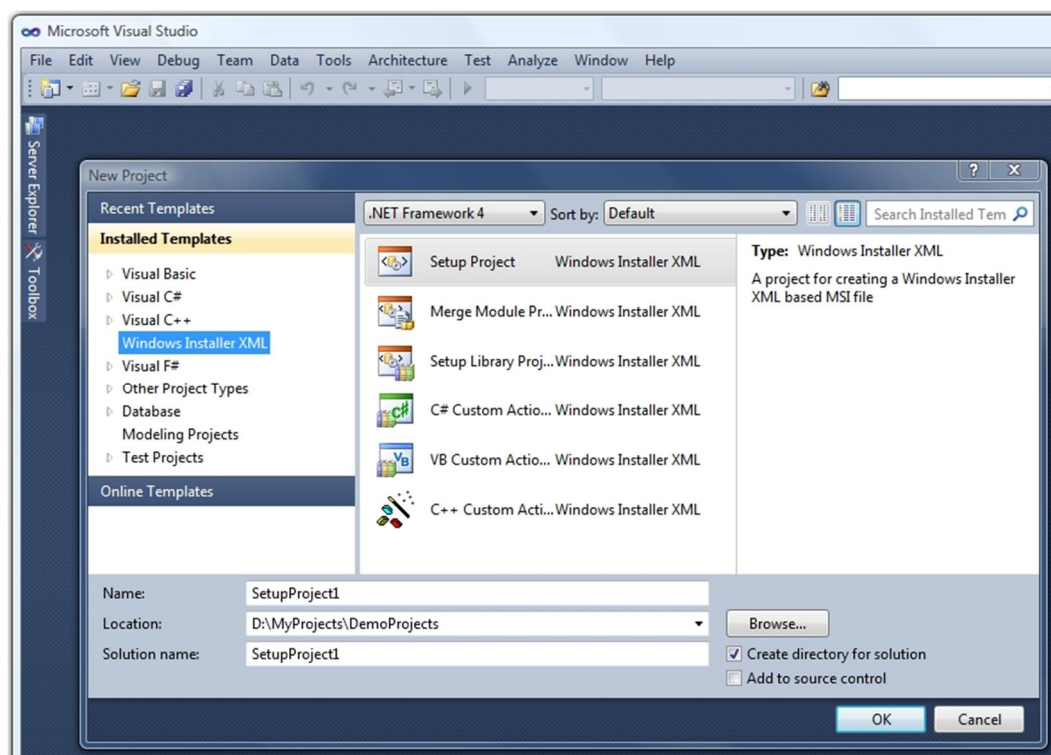 Microsoft Visual Studio
File Edit View Debug Team Data Tools Architecture Test Analyze Window Help
Server Explorer
Toolbox
New Project
Recent Templates
Installed Templates
Visual Basic
Visual C#
Visual C++
Windows Installer XML
Visual F#
Other Project Types
Database
Modeling Projects
Test Projects
Online Templates
.NET Framework 4 Sort by: Default Search Installed Tem
Setup Project Windows Installer XML
Merge Module Pr... Windows Installer XML
Setup Library Proj... Windows Installer XML
C# Custom Actio... Windows Installer XML
VB Custom Actio... Windows Installer XML
C++ Custom Acti... Windows Installer XML
Type: Windows Installer XML
A project for creating a Windows Installer
XML based MSI file
Name: SetupProject1
Location: D:\MyProjects\DemoProjects Browse...
Solution name: SetupProject1 Create directory for solution
Add to source control
OK Cancel